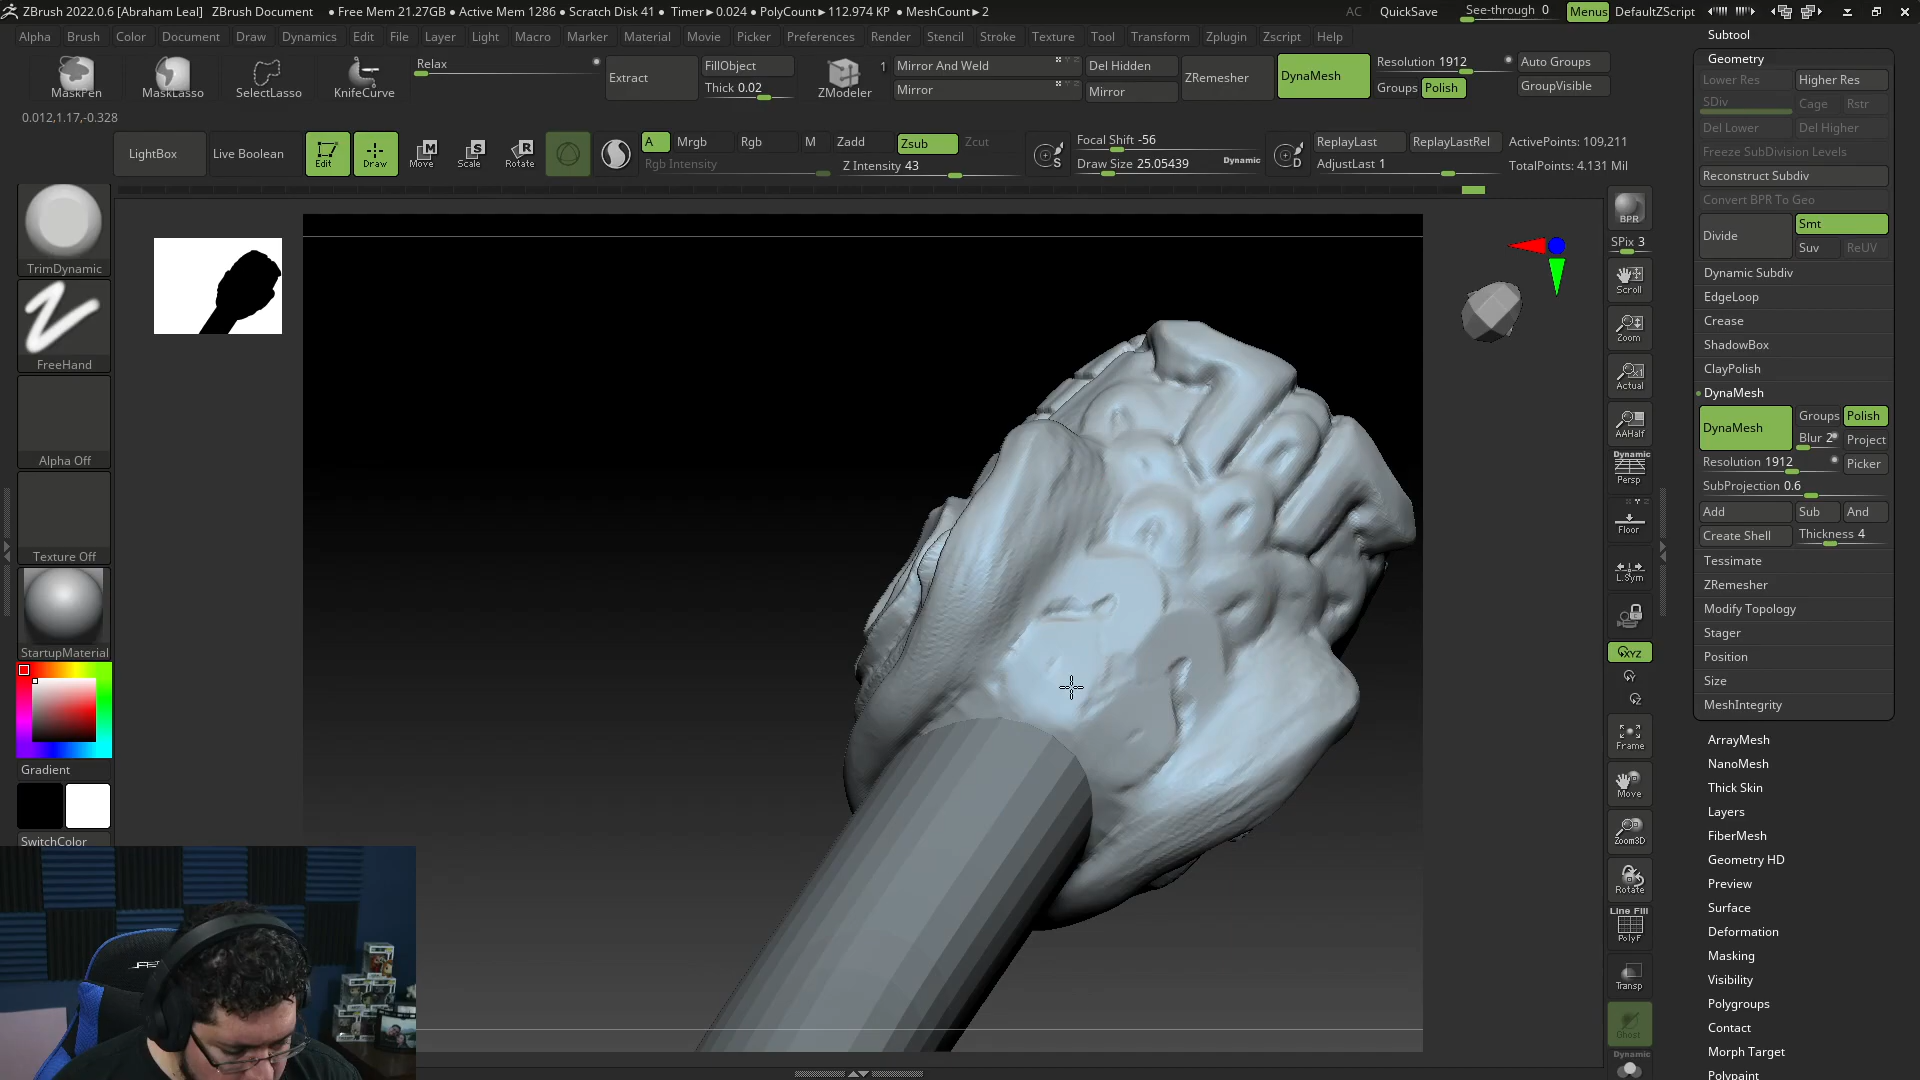 ZBrush 2022.0.6 [Abraham Leal] ZBrush Document • Free Mem 21.27GB • Active Mem 1286 • Scratch Disk 41 • Timer▸0.024 • PolyCount▸112.974 KP • MeshCount▸2 AC QuickSave See-through 0 Menus DefaultZScript
Alpha Brush Color Document Draw Dynamics Edit File Layer Light Macro Marker Material Movie Picker Preferences Render Stencil Stroke Texture Tool Transform Zplugin Zscript Help
MaskPen MaskLasso SelectLasso KnifeCurve Relax Extract FillObject Thick 0.02 ZModeler 1 Mirror And Weld Mirror Del Hidden Mirror ZRemesher DynaMesh Resolution 1912 Groups Polish Auto Groups GroupVisible
0.012,1.17,-0.328
LightBox Live Boolean Edit Draw Move Scale Rotate A Mrgb Rgb M Zadd Zsub Zcut Focal Shift -56 ReplayLast ReplayLastRel ActivePoints: 109,211
Rgb Intensity Z Intensity 43 S Draw Size 25.05439 Dynamic D AdjustLast 1 TotalPoints: 4.131 Mil
TrimDynamic
FreeHand
Alpha Off
Texture Off
StartupMaterial
Gradient
SwitchColor
BPR
SPix 3
Scroll
Zoom
Actual
AAHalf
Dynamic
Persp
Floor
L.Sym
XYZ
Frame
Move
Zoom3D
Rotate
Line Fill
PolyF
Transp
Ghost
Dynamic
Subtool
Geometry
Lower Res Higher Res
SDiv Cage Rstr
Del Lower Del Higher
Freeze SubDivision Levels
Reconstruct Subdiv
Convert BPR To Geo
Divide Smt
Suv ReUV
Dynamic Subdiv
EdgeLoop
Crease
ShadowBox
ClayPolish
DynaMesh
DynaMesh Groups Polish
Blur 2 Project
Resolution 1912 Picker
SubProjection 0.6
Add Sub And
Create Shell Thickness 4
Tessimate
ZRemesher
Modify Topology
Stager
Position
Size
MeshIntegrity
ArrayMesh
NanoMesh
Thick Skin
Layers
FiberMesh
Geometry HD
Preview
Surface
Deformation
Masking
Visibility
Polygroups
Contact
Morph Target
Polypaint